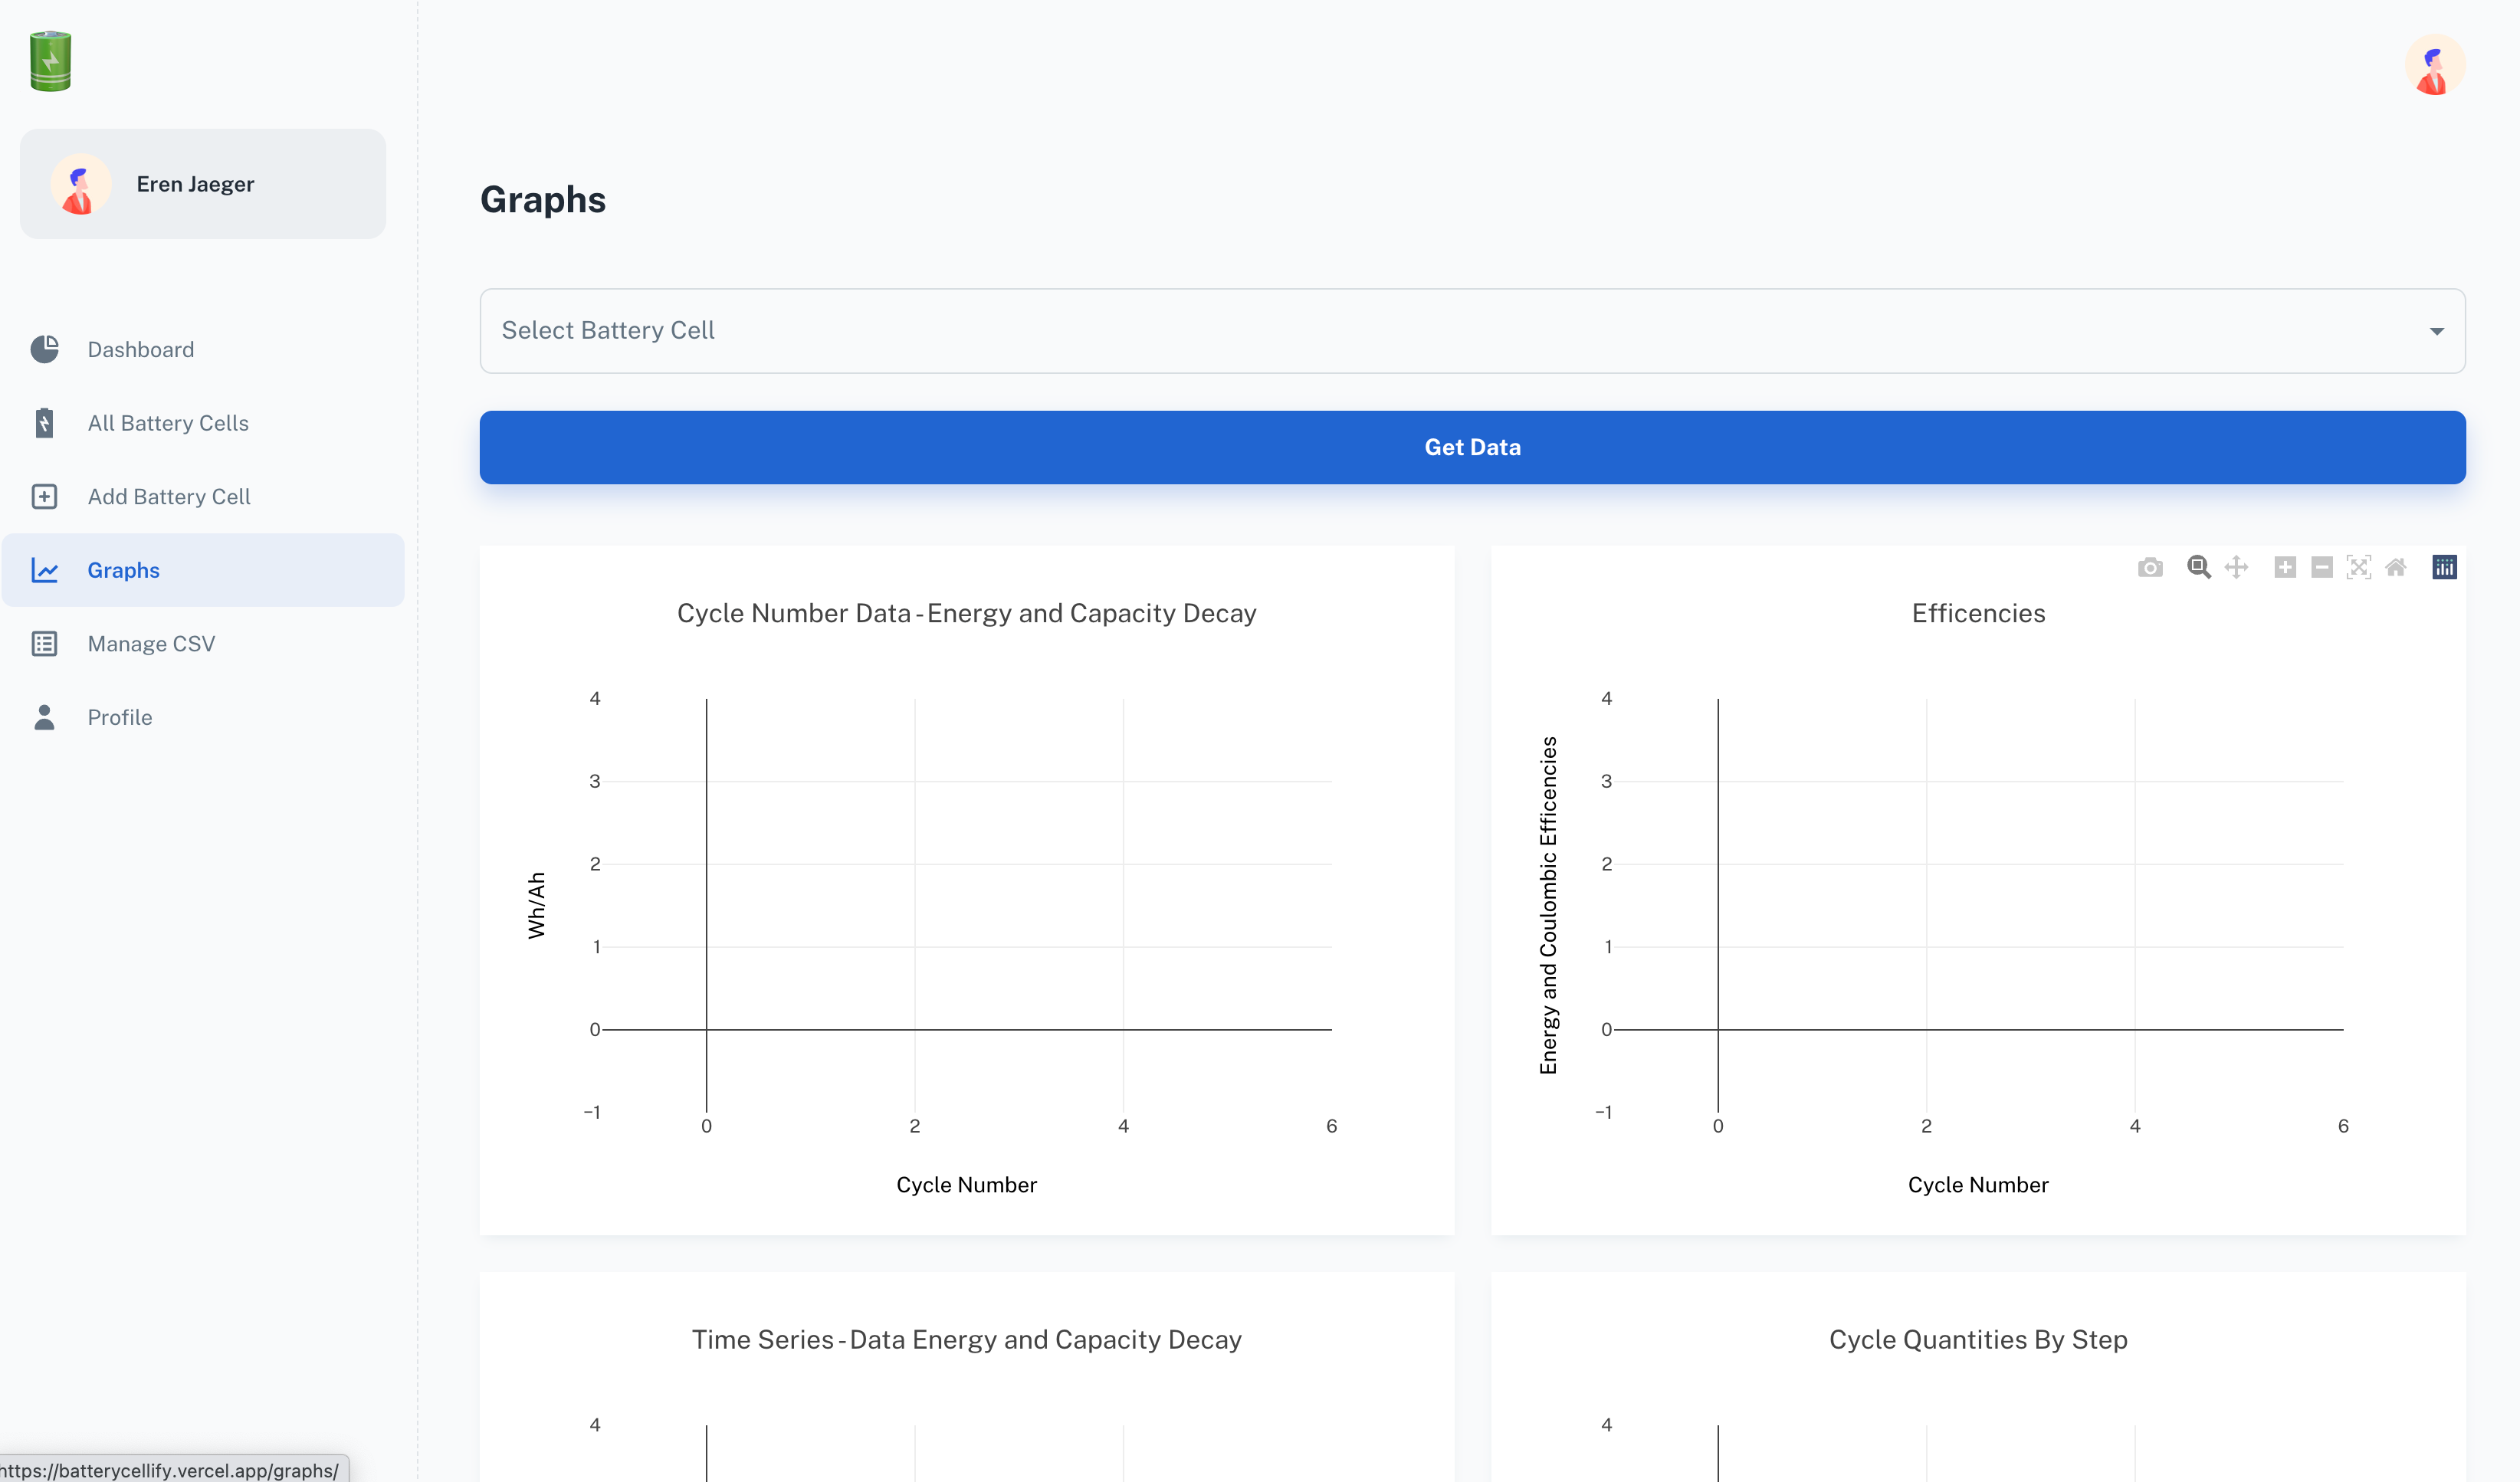 Eren Jaeger
Dashboard
All Battery Cells
Add Battery Cell
Graphs
Manage CSV
Profile
Graphs
Select Battery Cell
Get Data
Cycle Number Data - Energy and Capacity Decay
4
3
2
1
0
−1
Wh/Ah
0 2 4 6
Cycle Number
Efficencies
4
3
2
1
0
−1
Energy and Coulombic Efficencies
0 2 4 6
Cycle Number
Time Series - Data Energy and Capacity Decay
4
Cycle Quantities By Step
4
https://batterycellify.vercel.app/graphs/